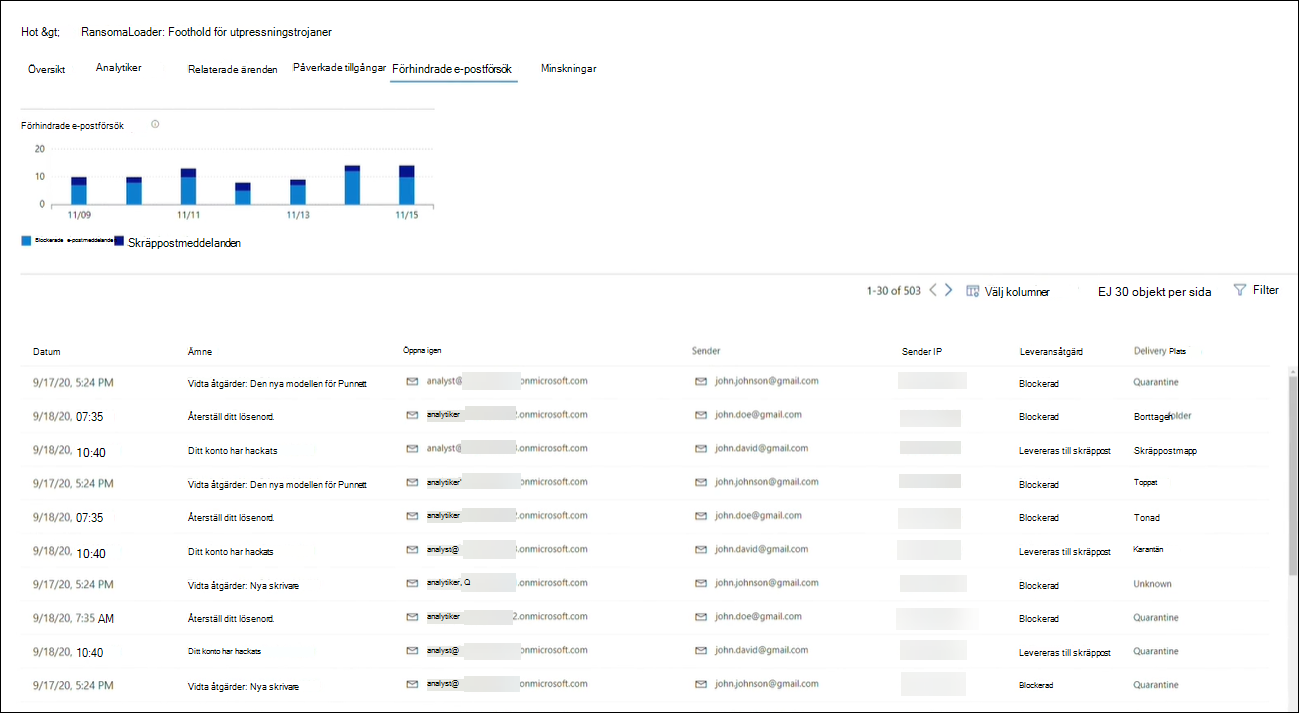 Hot &gt; RansomaLoader: Foothold för utpressningstrojaner
Översikt Analytiker Relaterade ärenden Påverkade tillgångar Förhindrade e-postförsök Minskningar
Förhindrade e-postförsök
20
10
0
11/09 11/11 11/13 11/15
Blockerade e-postmeddelande Skräppostmeddelanden
1-30 of 503 Välj kolumner EJ 30 objekt per sida Filter
Datum Ämne Öppna igen Sender Sender IP Leveransåtgärd Delivery Plats
9/17/20, 5:24 PM Vidta åtgärder: Den nya modellen för Punnett analyst@ onmicrosoft.com john.johnson@gmail.com Blockerad Quarantine
9/18/20, 07:35 Återställ ditt lösenord. analytiker 2.onmicrosoft.com john.doe@gmail.com Blockerad Borttagen folder
9/18/20, 10:40 Ditt konto har hackats analyst@ .onmicrosoft.com john.david@gmail.com Levereras till skräppost Skräppostmapp
9/17/20, 5:24 PM Vidta åtgärder: Den nya modellen för Punnett analytiker' onmicrosoft.com john.johnson@gmail.com Blockerad Toppat
9/18/20, 07:35 Återställ ditt lösenord. analytiker 2.onmicrosoft.com john.doe@gmail.com Blockerad Tonad
9/18/20, 10:40 Ditt konto har hackats analyst@ .onmicrosoft.com john.david@gmail.com Levereras till skräppost Karantän
9/17/20, 5:24 PM Vidta åtgärder: Nya skrivare analytiker, Q .onmicrosoft.com john.johnson@gmail.com Blockerad Unknown
9/18/20, 7:35 AM Återställ ditt lösenord. analytiker 2.onmicrosoft.com john.doe@gmail.com Blockerad Quarantine
9/18/20, 10:40 Ditt konto har hackats analyst@ onmicrosoft.com john.david@gmail.com Levereras till skräppost Quarantine
9/17/20, 5:24 PM Vidta åtgärder: Nya skrivare analyst@ onmicrosoft.com john.johnson@gmail.com Blockerad Quarantine